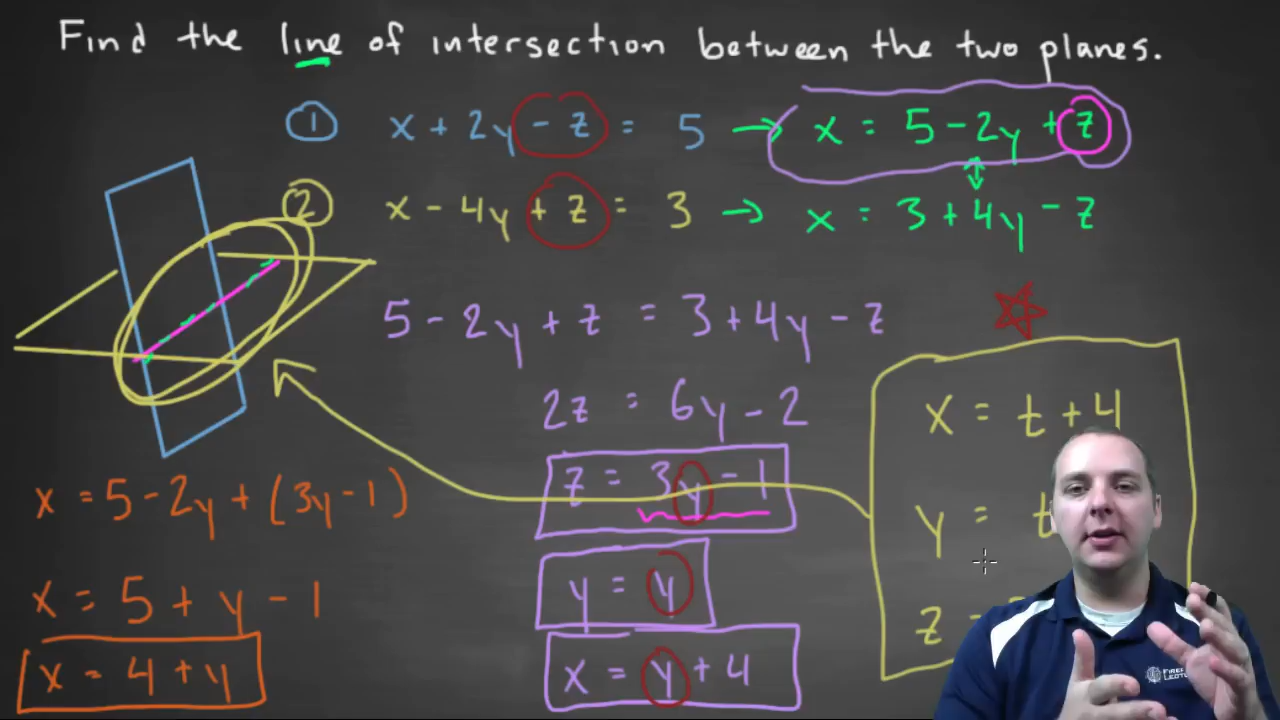 Find the line of intersection between the two planes.
① x + 2y - z = 5 → x = 5 - 2y + z
② x - 4y + z = 3 → x = 3 + 4y - z
5 - 2y + z = 3 + 4y - z
2z = 6y - 2
z = 3y - 1
y = y
x = y + 4
x = 5 - 2y + (3y - 1)
x = 5 + y - 1
x = 4 + y
x = t + 4
y = t
z =